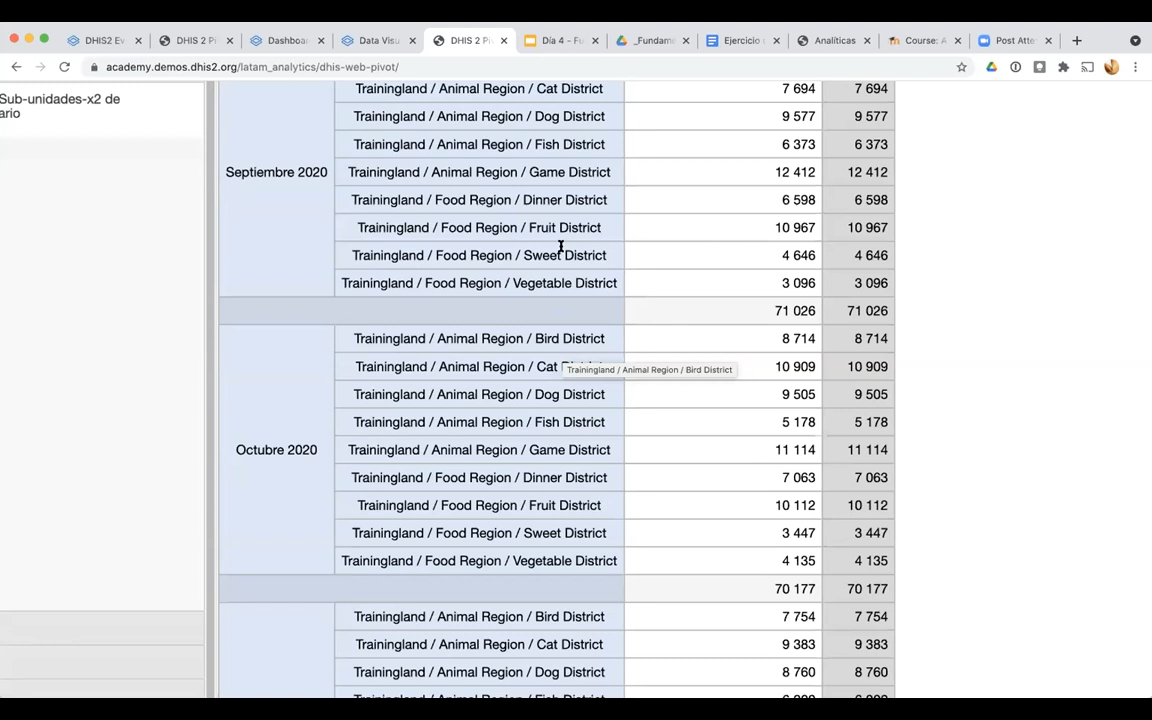 DHIS2 Ev
DHIS 2 Pi
Dashboa
Data Visu
DHIS 2 Pi
Día 4 - Fu
_Fundam
Ejercicio
Analíticas
Course: A
Post Atte
academy.demos.dhis2.org/latam_analytics/dhis-web-pivot/
Sub-unidades-x2 de
ario
Trainingland / Animal Region / Cat District 7 694 7 694
Trainingland / Animal Region / Dog District 9 577 9 577
Trainingland / Animal Region / Fish District 6 373 6 373
Septiembre 2020 Trainingland / Animal Region / Game District 12 412 12 412
Trainingland / Food Region / Dinner District 6 598 6 598
Trainingland / Food Region / Fruit District 10 967 10 967
Trainingland / Food Region / Sweet District 4 646 4 646
Trainingland / Food Region / Vegetable District 3 096 3 096
71 026 71 026
Trainingland / Animal Region / Bird District 8 714 8 714
Trainingland / Animal Region / Cat 10 909 10 909
Trainingland / Animal Region / Bird District
Trainingland / Animal Region / Dog District 9 505 9 505
Trainingland / Animal Region / Fish District 5 178 5 178
Octubre 2020 Trainingland / Animal Region / Game District 11 114 11 114
Trainingland / Food Region / Dinner District 7 063 7 063
Trainingland / Food Region / Fruit District 10 112 10 112
Trainingland / Food Region / Sweet District 3 447 3 447
Trainingland / Food Region / Vegetable District 4 135 4 135
70 177 70 177
Trainingland / Animal Region / Bird District 7 754 7 754
Trainingland / Animal Region / Cat District 9 383 9 383
Trainingland / Animal Region / Dog District 8 760 8 760